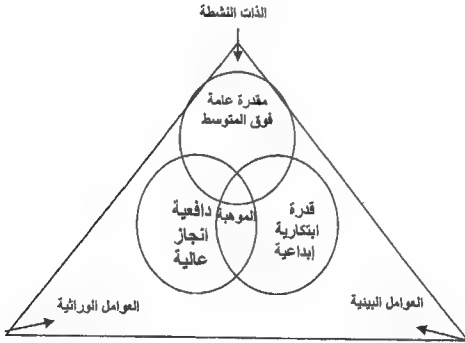 الذات النشطة
مقدرة عامة
فوق المتوسط
دافعية
انجاز
عالية
الموهبة
قدرة
ابتكارية
إبداعية
العوامل البيئية
العوامل الوراثية